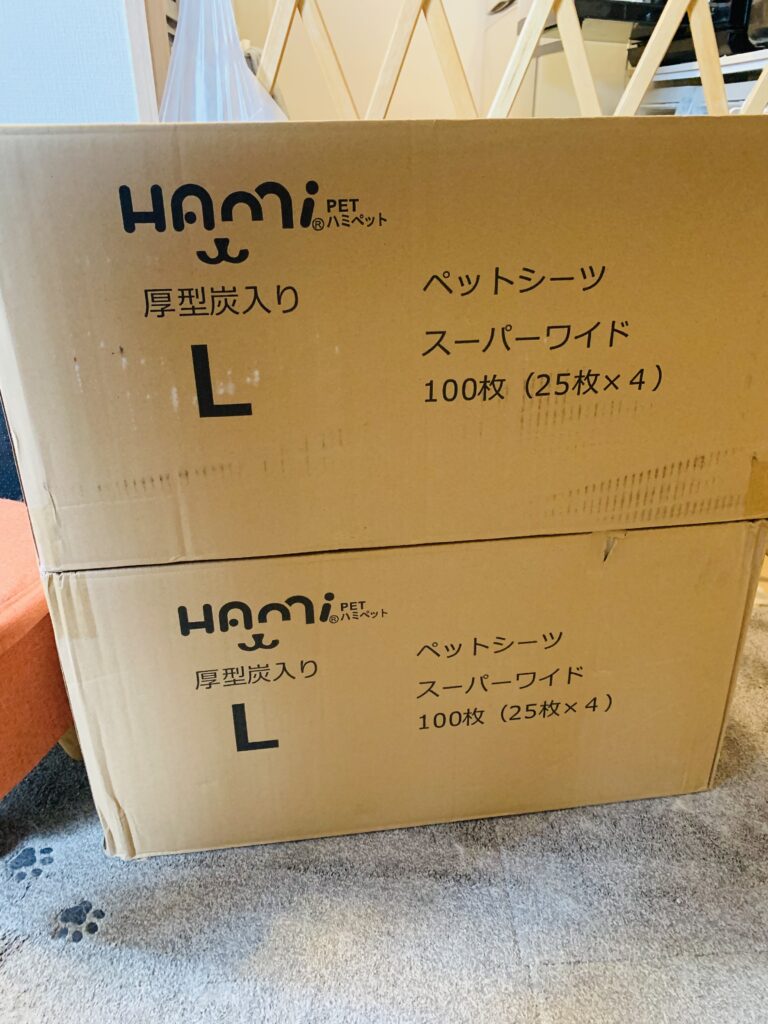 HAMi® PET
ハミペット
厚型炭入り
L
ペットシーツ
スーパーワイド
100枚（25枚×４）
HAMi® PET
ハミペット
厚型炭入り
L
ペットシーツ
スーパーワイド
100枚（25枚×４）